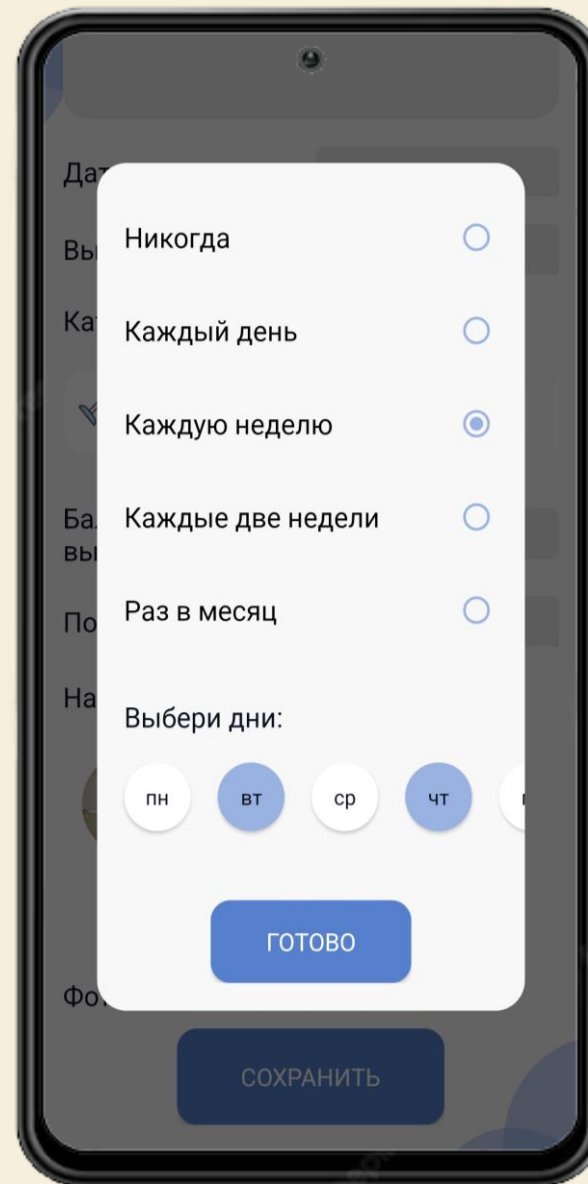 Никогда
Каждый день
Каждую неделю
Каждые две недели
Раз в месяц
Выбери дни:
пн вт ср чт
ГОТОВО
СОХРАНИТЬ